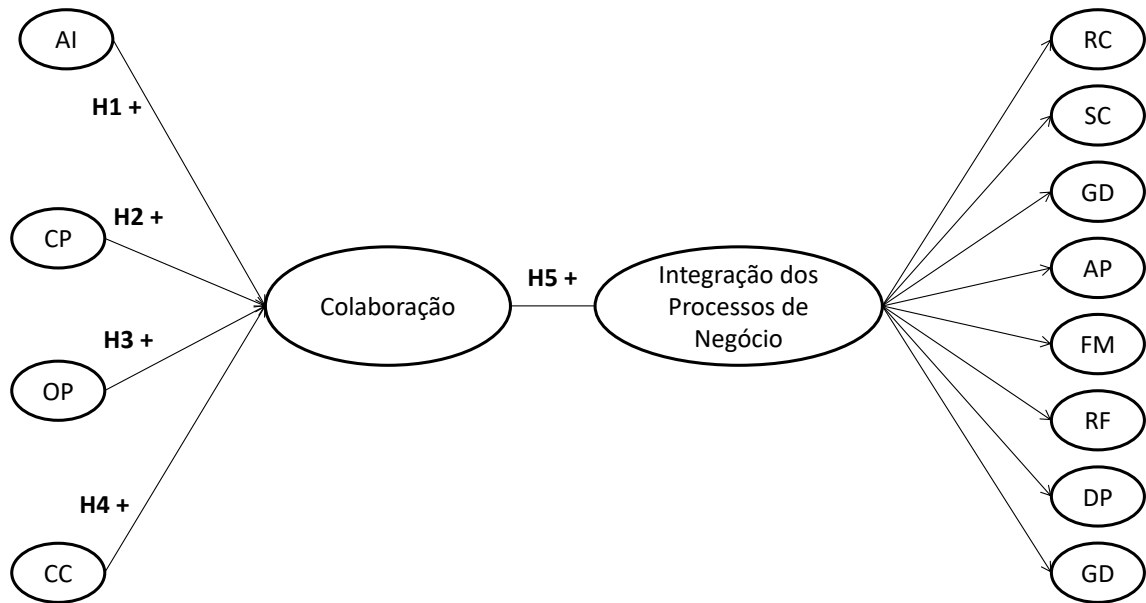 AI
RC
H1 +
SC
GD
H2 +
CP
AP
H5 +
Colaboração
Integração dos
Processos de
Negócio
H3 +
FM
OP
RF
H4 +
DP
CC
GD